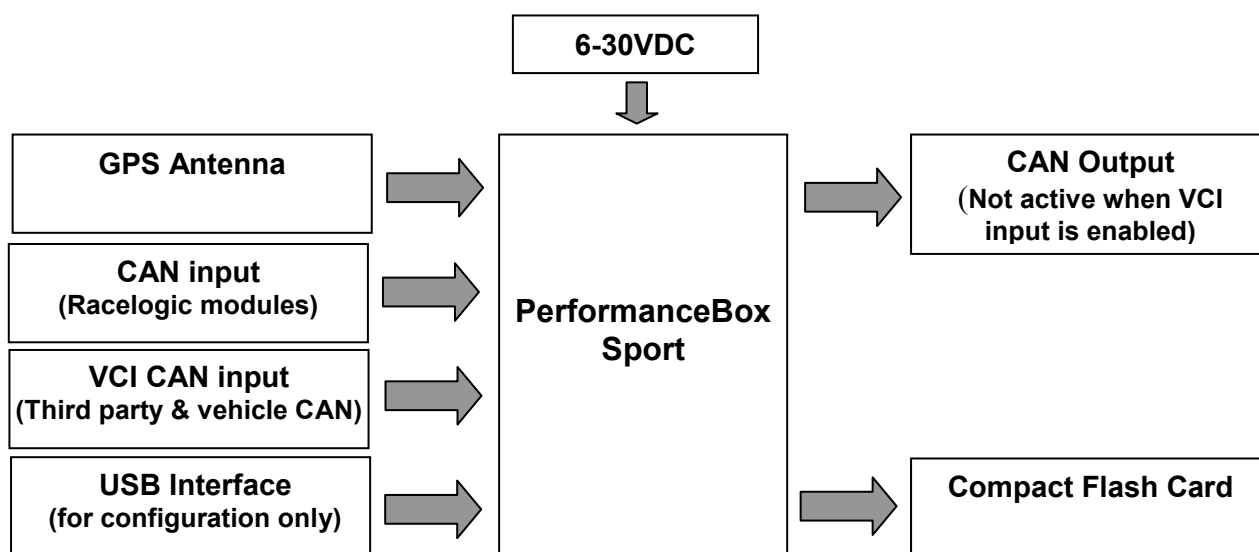 6-30VDC
GPS Antenna
CAN input
(Racelogic modules)
VCI CAN input
(Third party & vehicle CAN)
USB Interface
(for configuration only)
PerformanceBox
Sport
CAN Output
(Not active when VCI
input is enabled)
Compact Flash Card